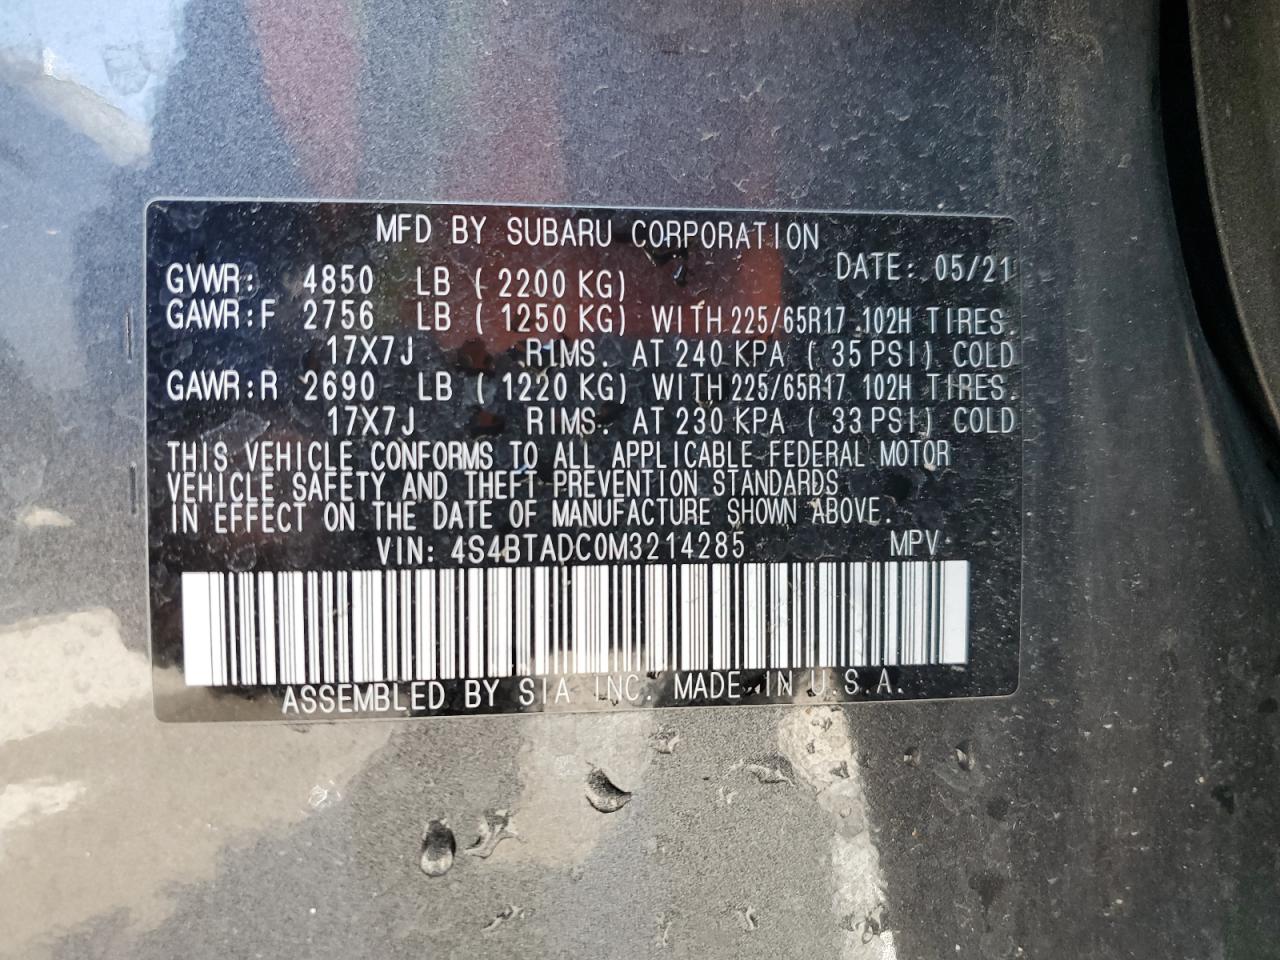 MFD BY SUBARU CORPORATION
DATE: 05/21
GVWR: 4850 LB ( 2200 KG)
GAWR:F 2756 LB ( 1250 KG) WITH 225/65R17 102H TIRES.
17X7J RIMS. AT 240 KPA ( 35 PSI) COLD
GAWR:R 2690 LB ( 1220 KG) WITH 225/65R17 102H TIRES.
17X7J RIMS. AT 230 KPA ( 33 PSI) COLD
THIS VEHICLE CONFORMS TO ALL APPLICABLE FEDERAL MOTOR
VEHICLE SAFETY AND THEFT PREVENTION STANDARDS
IN EFFECT ON THE DATE OF MANUFACTURE SHOWN ABOVE.
VIN: 4S4BTADC0M3214285 MPV
ASSEMBLED BY SIA INC. MADE IN U.S.A.